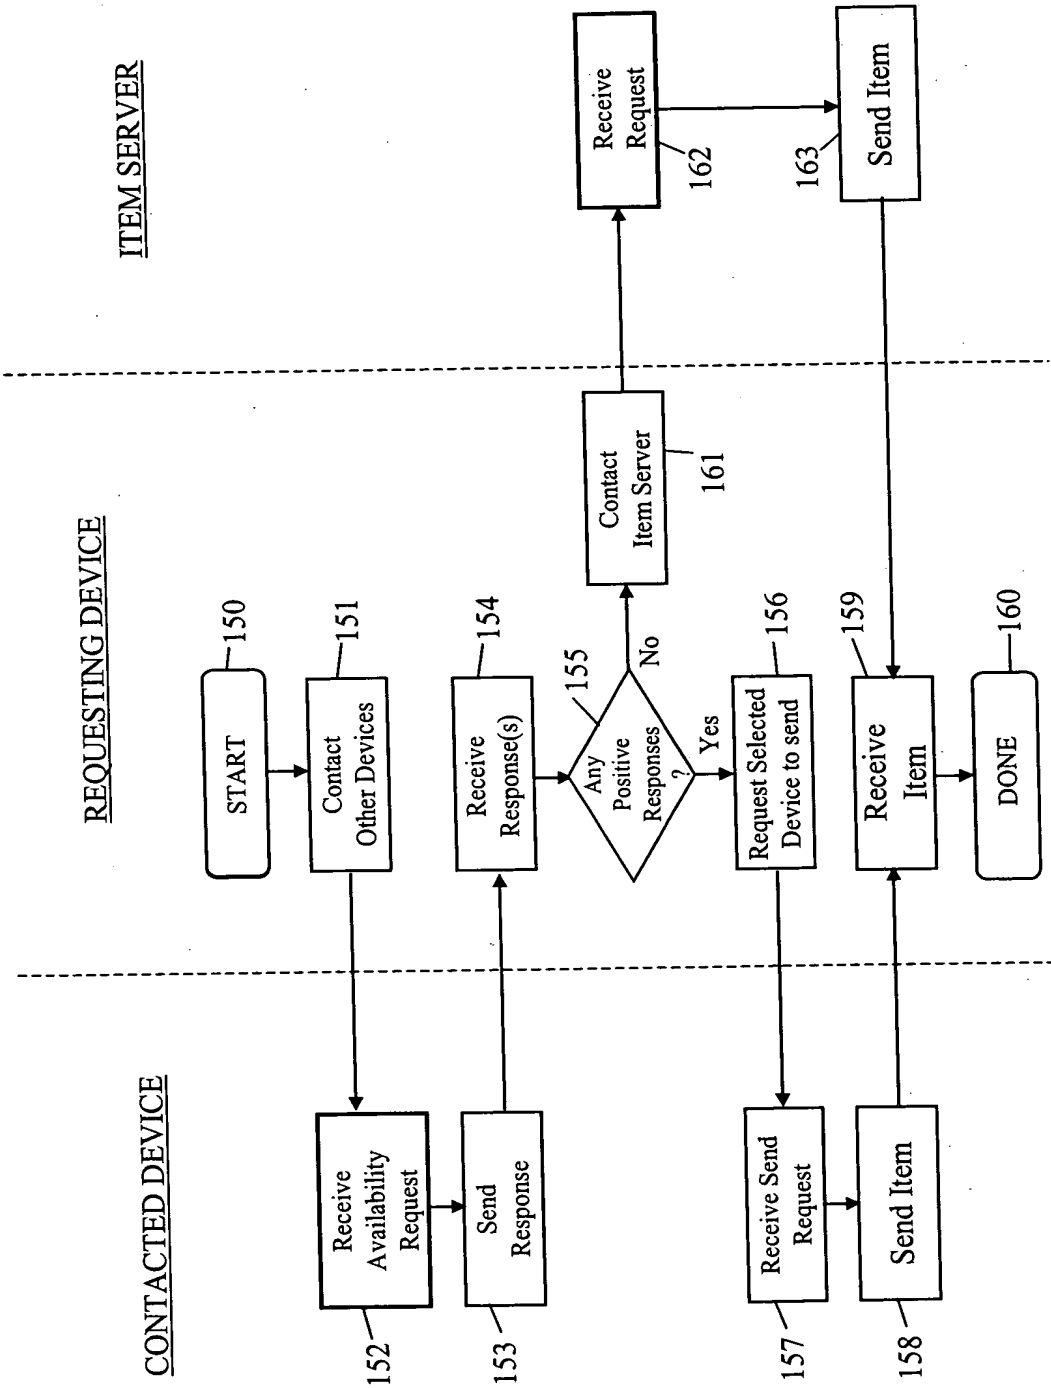 CONTACTED DEVICE
REQUESTING DEVICE
ITEM SERVER
START
150
Contact
Other Devices
151
Receive
Availability
Request
152
Send
Response
153
Receive
Response(s)
154
Any
Positive
Responses
?
155
No
Yes
Contact
Item Server
161
Receive
Request
162
Request Selected
Device to send
156
Receive Send
Request
157
Send Item
158
Receive
Item
159
Send Item
163
DONE
160